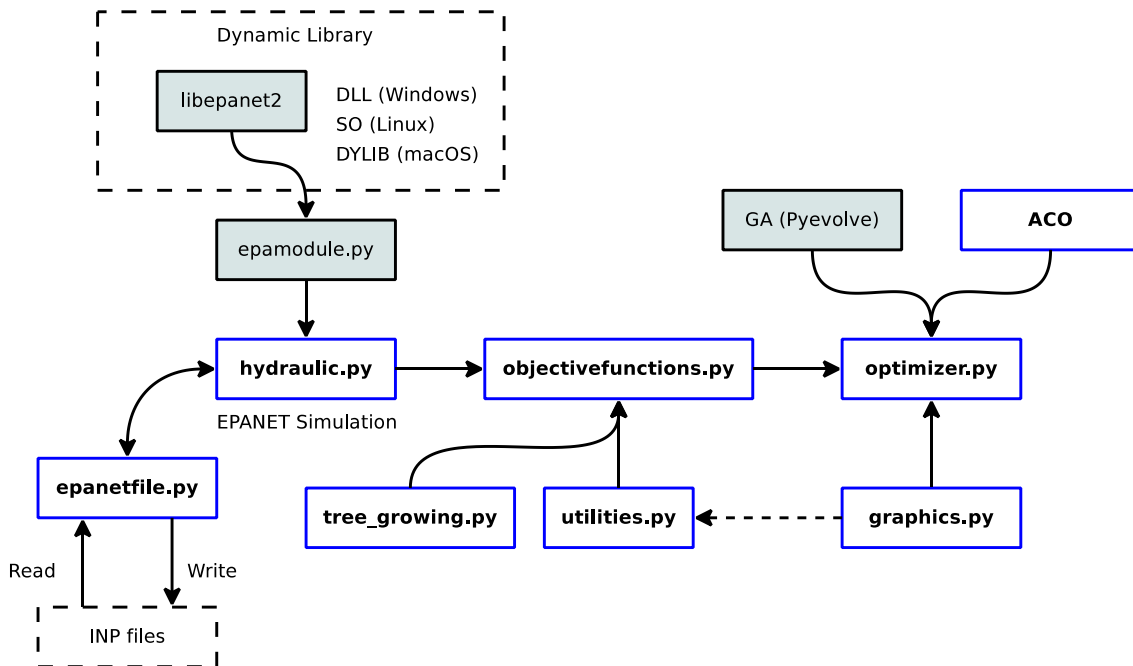 Dynamic Library
libepanet2
DLL (Windows)
SO (Linux)
DYLIB (macOS)
epamodule.py
GA (Pyevolve)
ACO
hydraulic.py
objectivefunctions.py
optimizer.py
EPANET Simulation
epanetfile.py
tree_growing.py
utilities.py
graphics.py
Read
Write
INP files